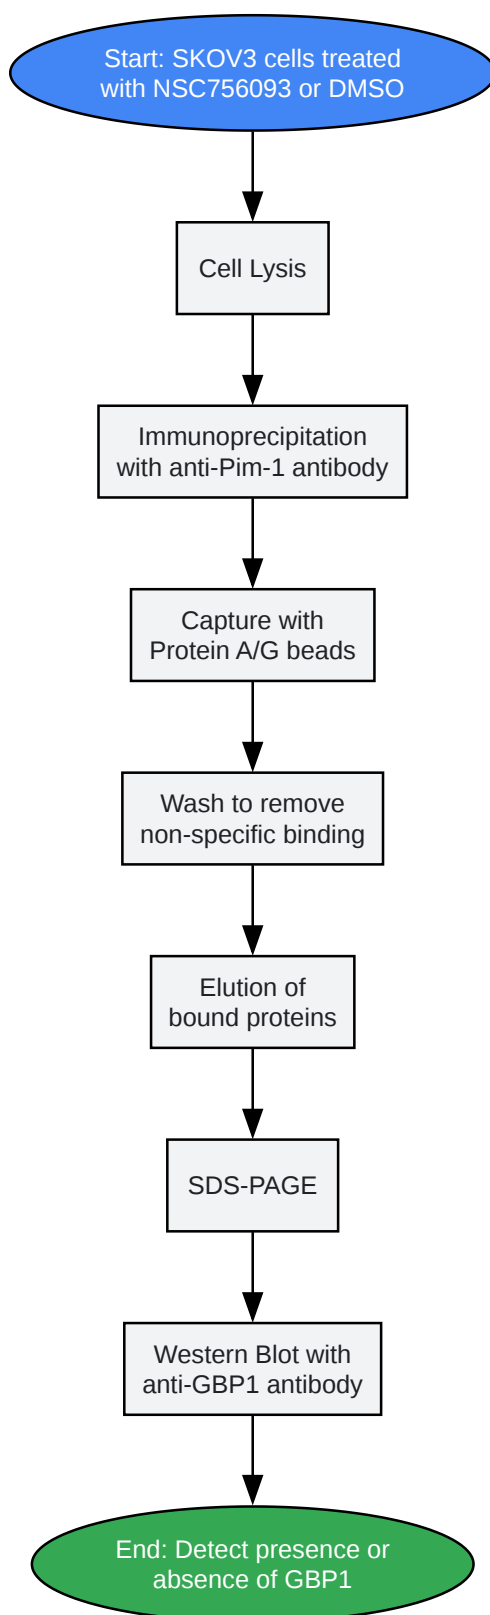 Start: SKOV3 cells treated
with NSC756093 or DMSO
Cell Lysis
Immunoprecipitation
with anti-Pim-1 antibody
Capture with
Protein A/G beads
Wash to remove
non-specific binding
Elution of
bound proteins
SDS-PAGE
Western Blot with
anti-GBP1 antibody
End: Detect presence or
absence of GBP1